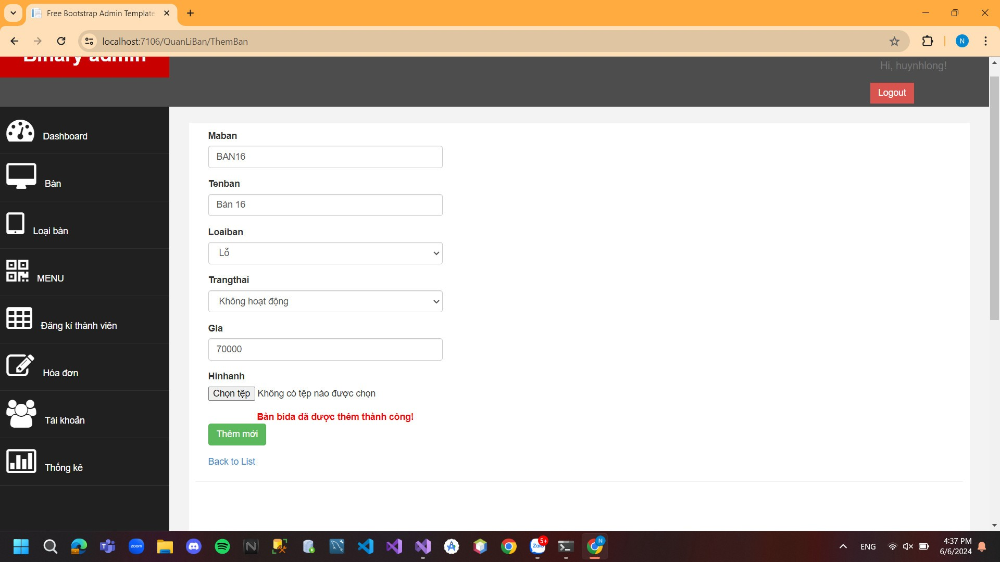 Free Bootstrap Admin Template
localhost:7106/QuanLiBan/ThemBan
N
Binary admin
Hi, huynhlong!
Logout
Dashboard
Bàn
Loại bàn
MENU
Đăng kí thành viên
Hóa đơn
Tài khoản
Thống kê
Maban
BAN16
Tenban
Bàn 16
Loaiban
Lỗ
Trangthai
Không hoạt động
Gia
70000
Hinhanh
Chọn tệp Không có tệp nào được chọn
Bàn bida đã được thêm thành công!
Thêm mới
Back to List
zoom
Zalo
5+
N
ENG
4:37 PM
6/6/2024